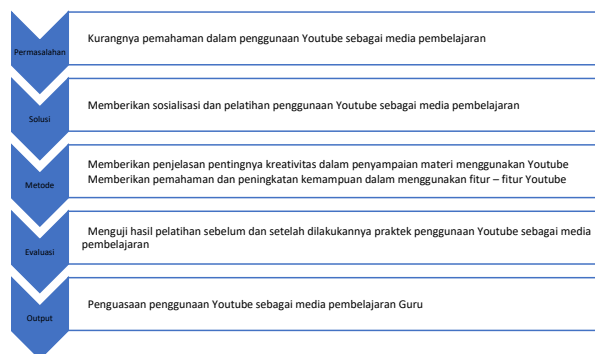 Permasalahan
Kurangnya pemahaman dalam penggunaan Youtube sebagai media pembelajaran
Solusi
Memberikan sosialisasi dan pelatihan penggunaan Youtube sebagai media pembelajaran
Metode
Memberikan penjelasan pentingnya kreativitas dalam penyampaian materi menggunakan Youtube
Memberikan pemahaman dan peningkatan kemampuan dalam menggunakan fitur – fitur Youtube
Evaluasi
Menguji hasil pelatihan sebelum dan setelah dilakukannya praktek penggunaan Youtube sebagai media
pembelajaran
Output
Penguasaan penggunaan Youtube sebagai media pembelajaran Guru